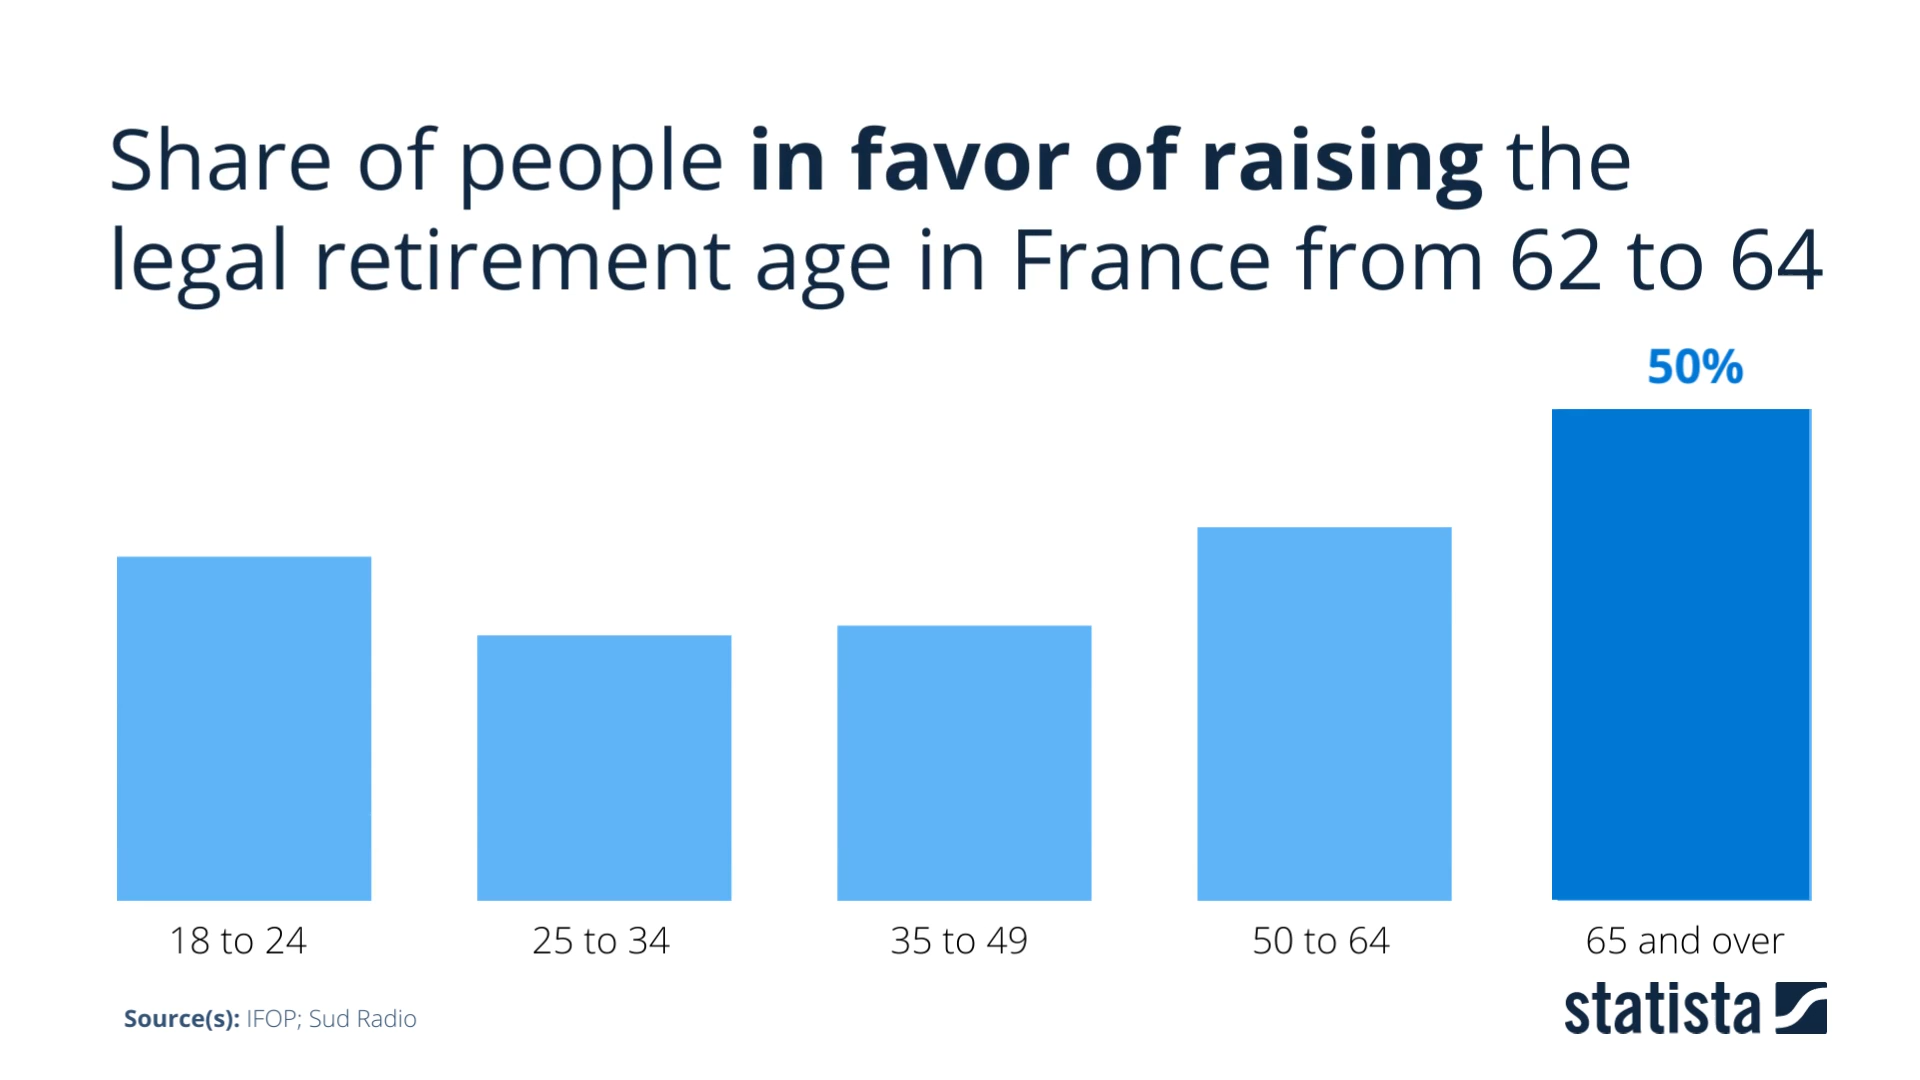 Share of people in favor of raising the
legal retirement age in France from 62 to 64
50%
18 to 24
25 to 34
35 to 49
50 to 64
65 and over
Source(s): IFOP; Sud Radio
statista